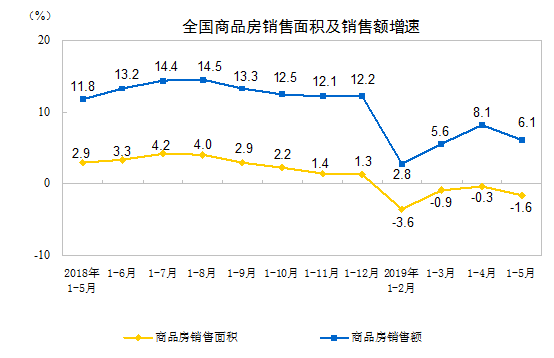 (%)
全国商品房销售面积及销售额增速
20
10
0
-10
11.8 13.2 14.4 14.5 13.3 12.5 12.1 12.2 2.8 5.6 8.1 6.1
2.9 3.3 4.2 4.0 2.9 2.2 1.4 1.3 -3.6 -0.9 -0.3 -1.6
2018年 1-6月 1-7月 1-8月 1-9月 1-10月 1-11月 1-12月 2019年 1-3月 1-4月 1-5月
1-5月 1-2月
商品房销售面积 商品房销售额